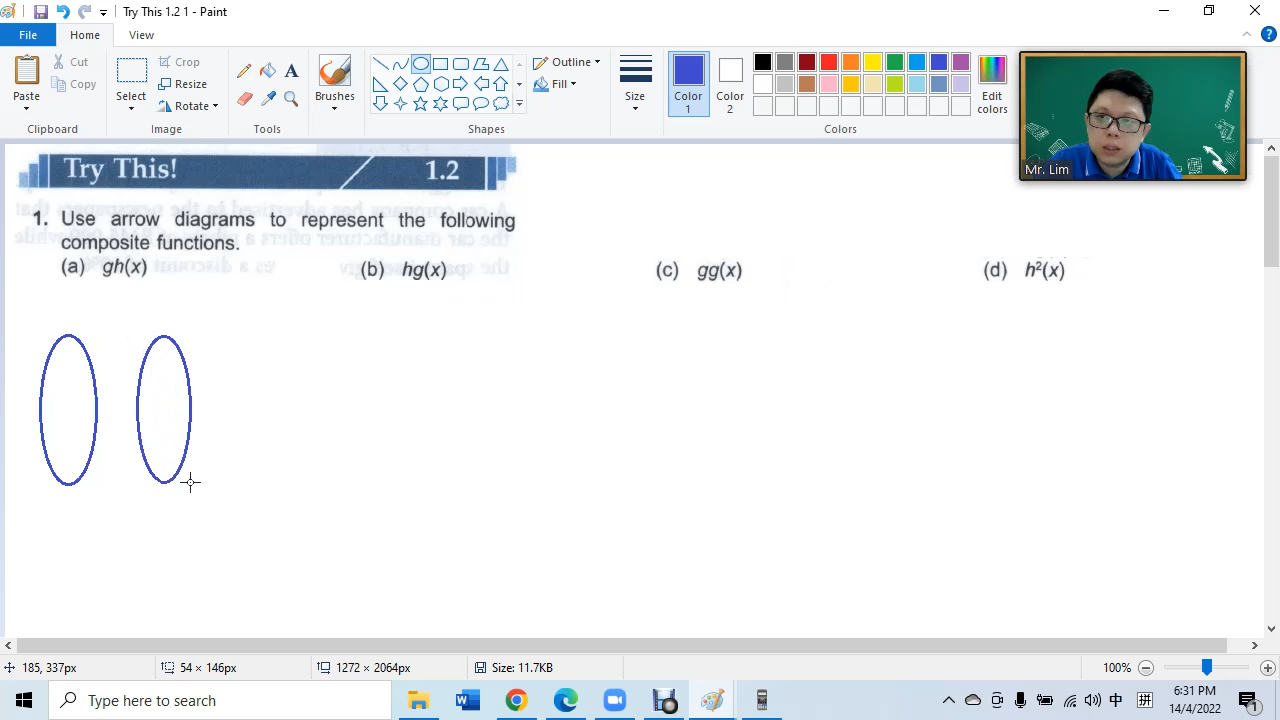 Try This 1.2 1 - Paint
File Home View
Paste Cut Copy
Clipboard
Select Crop Resize Rotate
Image
Tools
Brushes
Shapes
Outline Fill
Size
Color 1
Color 2
Edit colors
Colors
Mr. Lim
Try This! 1.2
1. Use arrow diagrams to represent the following
composite functions.
(a) gh(x) (b) hg(x) (c) gg(x) (d) h²(x)
185, 337px 54 × 146px 1272 × 2064px Size: 11.7KB 100%
Type here to search
中 拼 6:31 PM
14/4/2022
1